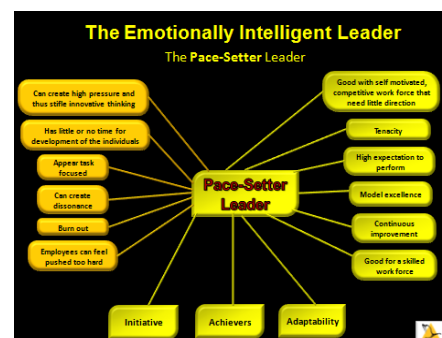 The Emotionally Intelligent Leader
The Pace-Setter Leader
Can create high pressure and
thus stifle innovative thinking
Has little or no time for
development of the individuals
Appear task
focused
Can create
dissonance
Burn out
Employees can feel
pushed too hard
Pace-Setter
Leader
Good with self motivated,
competitive work force that
need little direction
Tenacity
High expectation to
perform
Model excellence
Continuous
improvement
Good for a skilled
work force
Initiative
Achievers
Adaptability